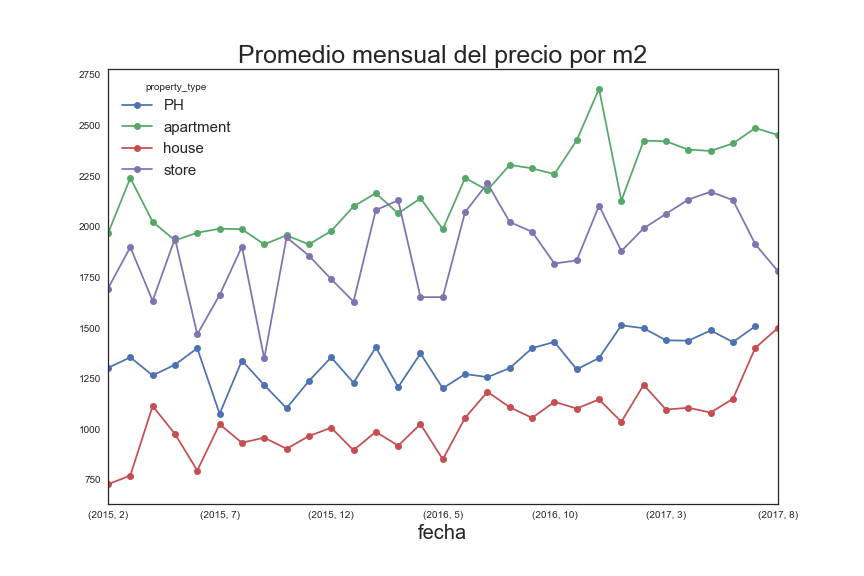 Promedio mensual del precio por m2
2750
2500
2250
2000
1750
1500
1250
1000
750
property_type
PH
apartment
house
store
(2015, 2) (2015, 7) (2015, 12) (2016, 5) (2016, 10) (2017, 3) (2017, 8)
fecha